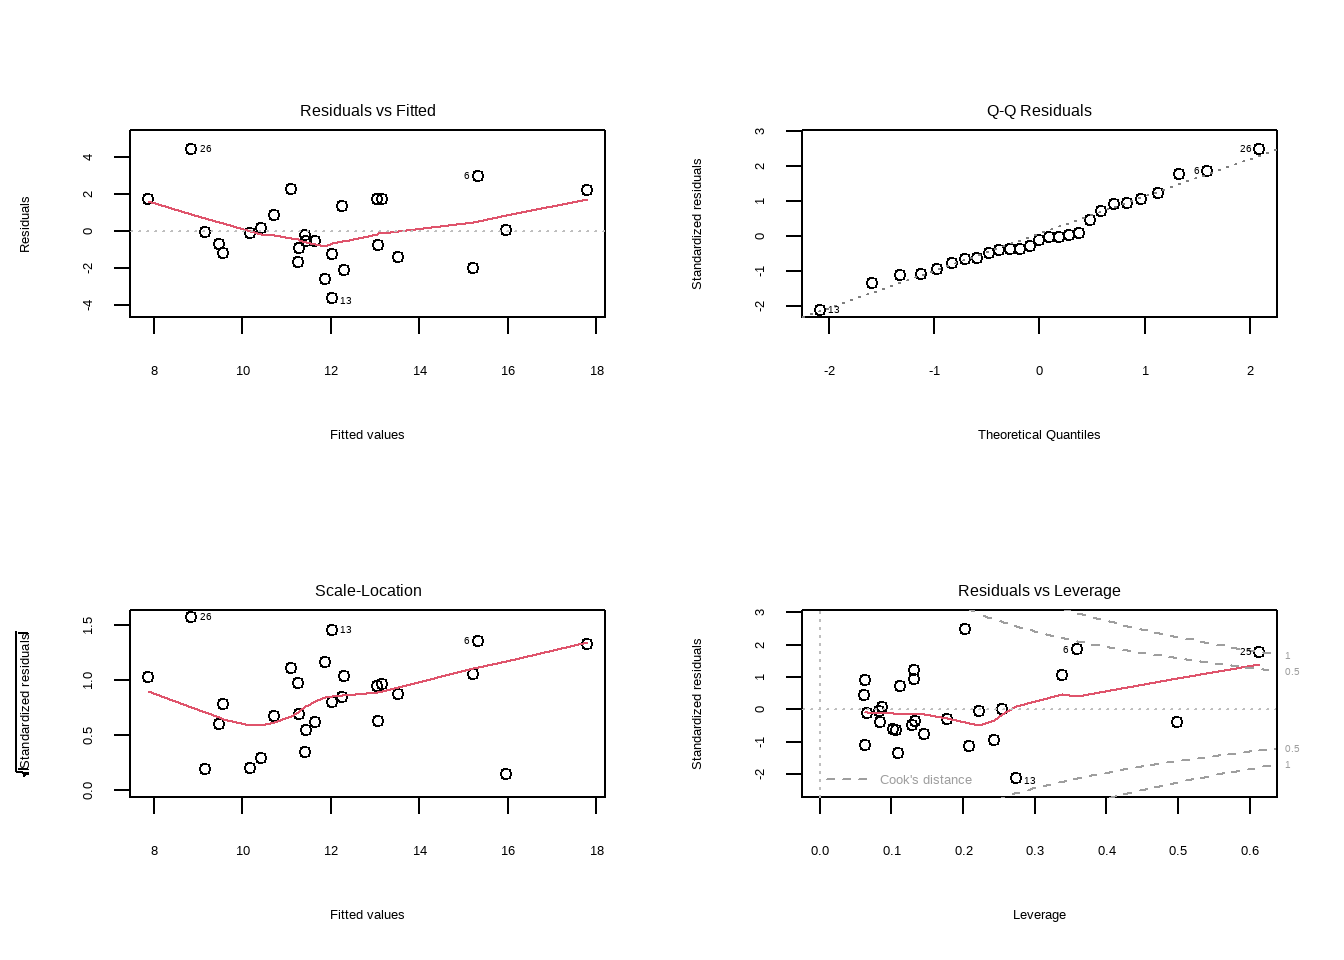 Residuals vs Fitted
Residuals
4
2
0
-2
-4
26
6
13
8 10 12 14 16 18
Fitted values
Q-Q Residuals
Standardized residuals
3
2
1
0
-1
-2
26
6
13
-2 -1 0 1 2
Theoretical Quantiles
Scale-Location
√|Standardized residuals|
1.5
1.0
0.5
0.0
26
13
6
8 10 12 14 16 18
Fitted values
Residuals vs Leverage
Standardized residuals
3
2
1
0
-1
-2
6
25
13
1
0.5
0.5
1
Cook's distance
0.0 0.1 0.2 0.3 0.4 0.5 0.6
Leverage